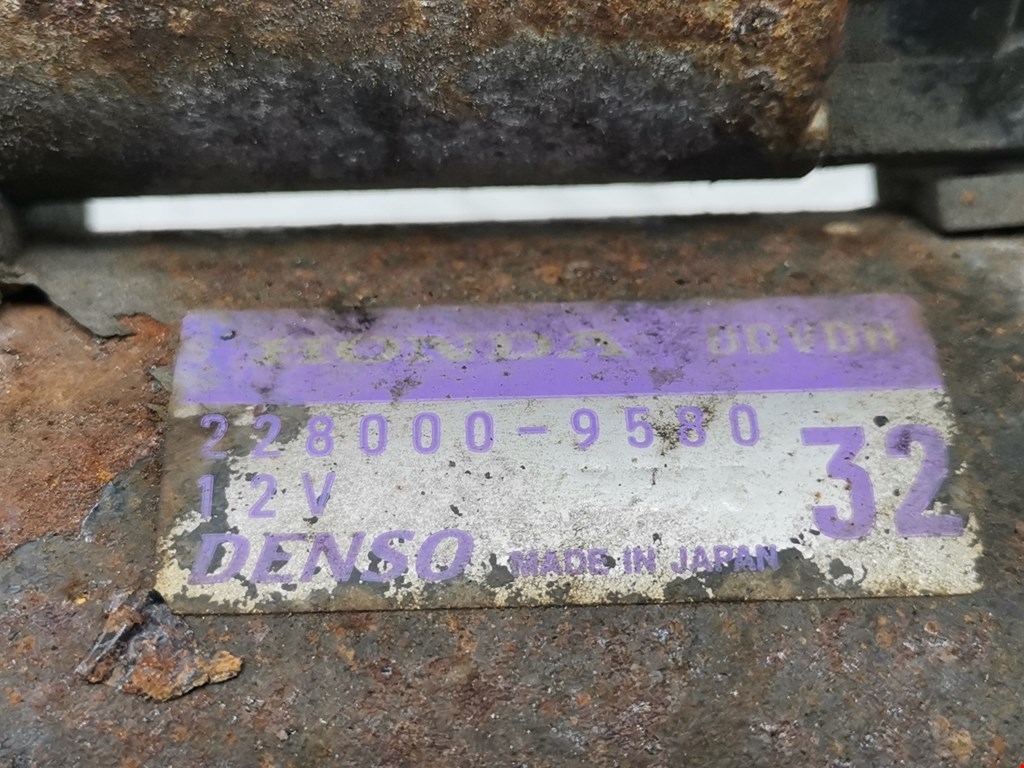 HONDA
228000-9580
12V
32
DENSO MADE IN JAPAN